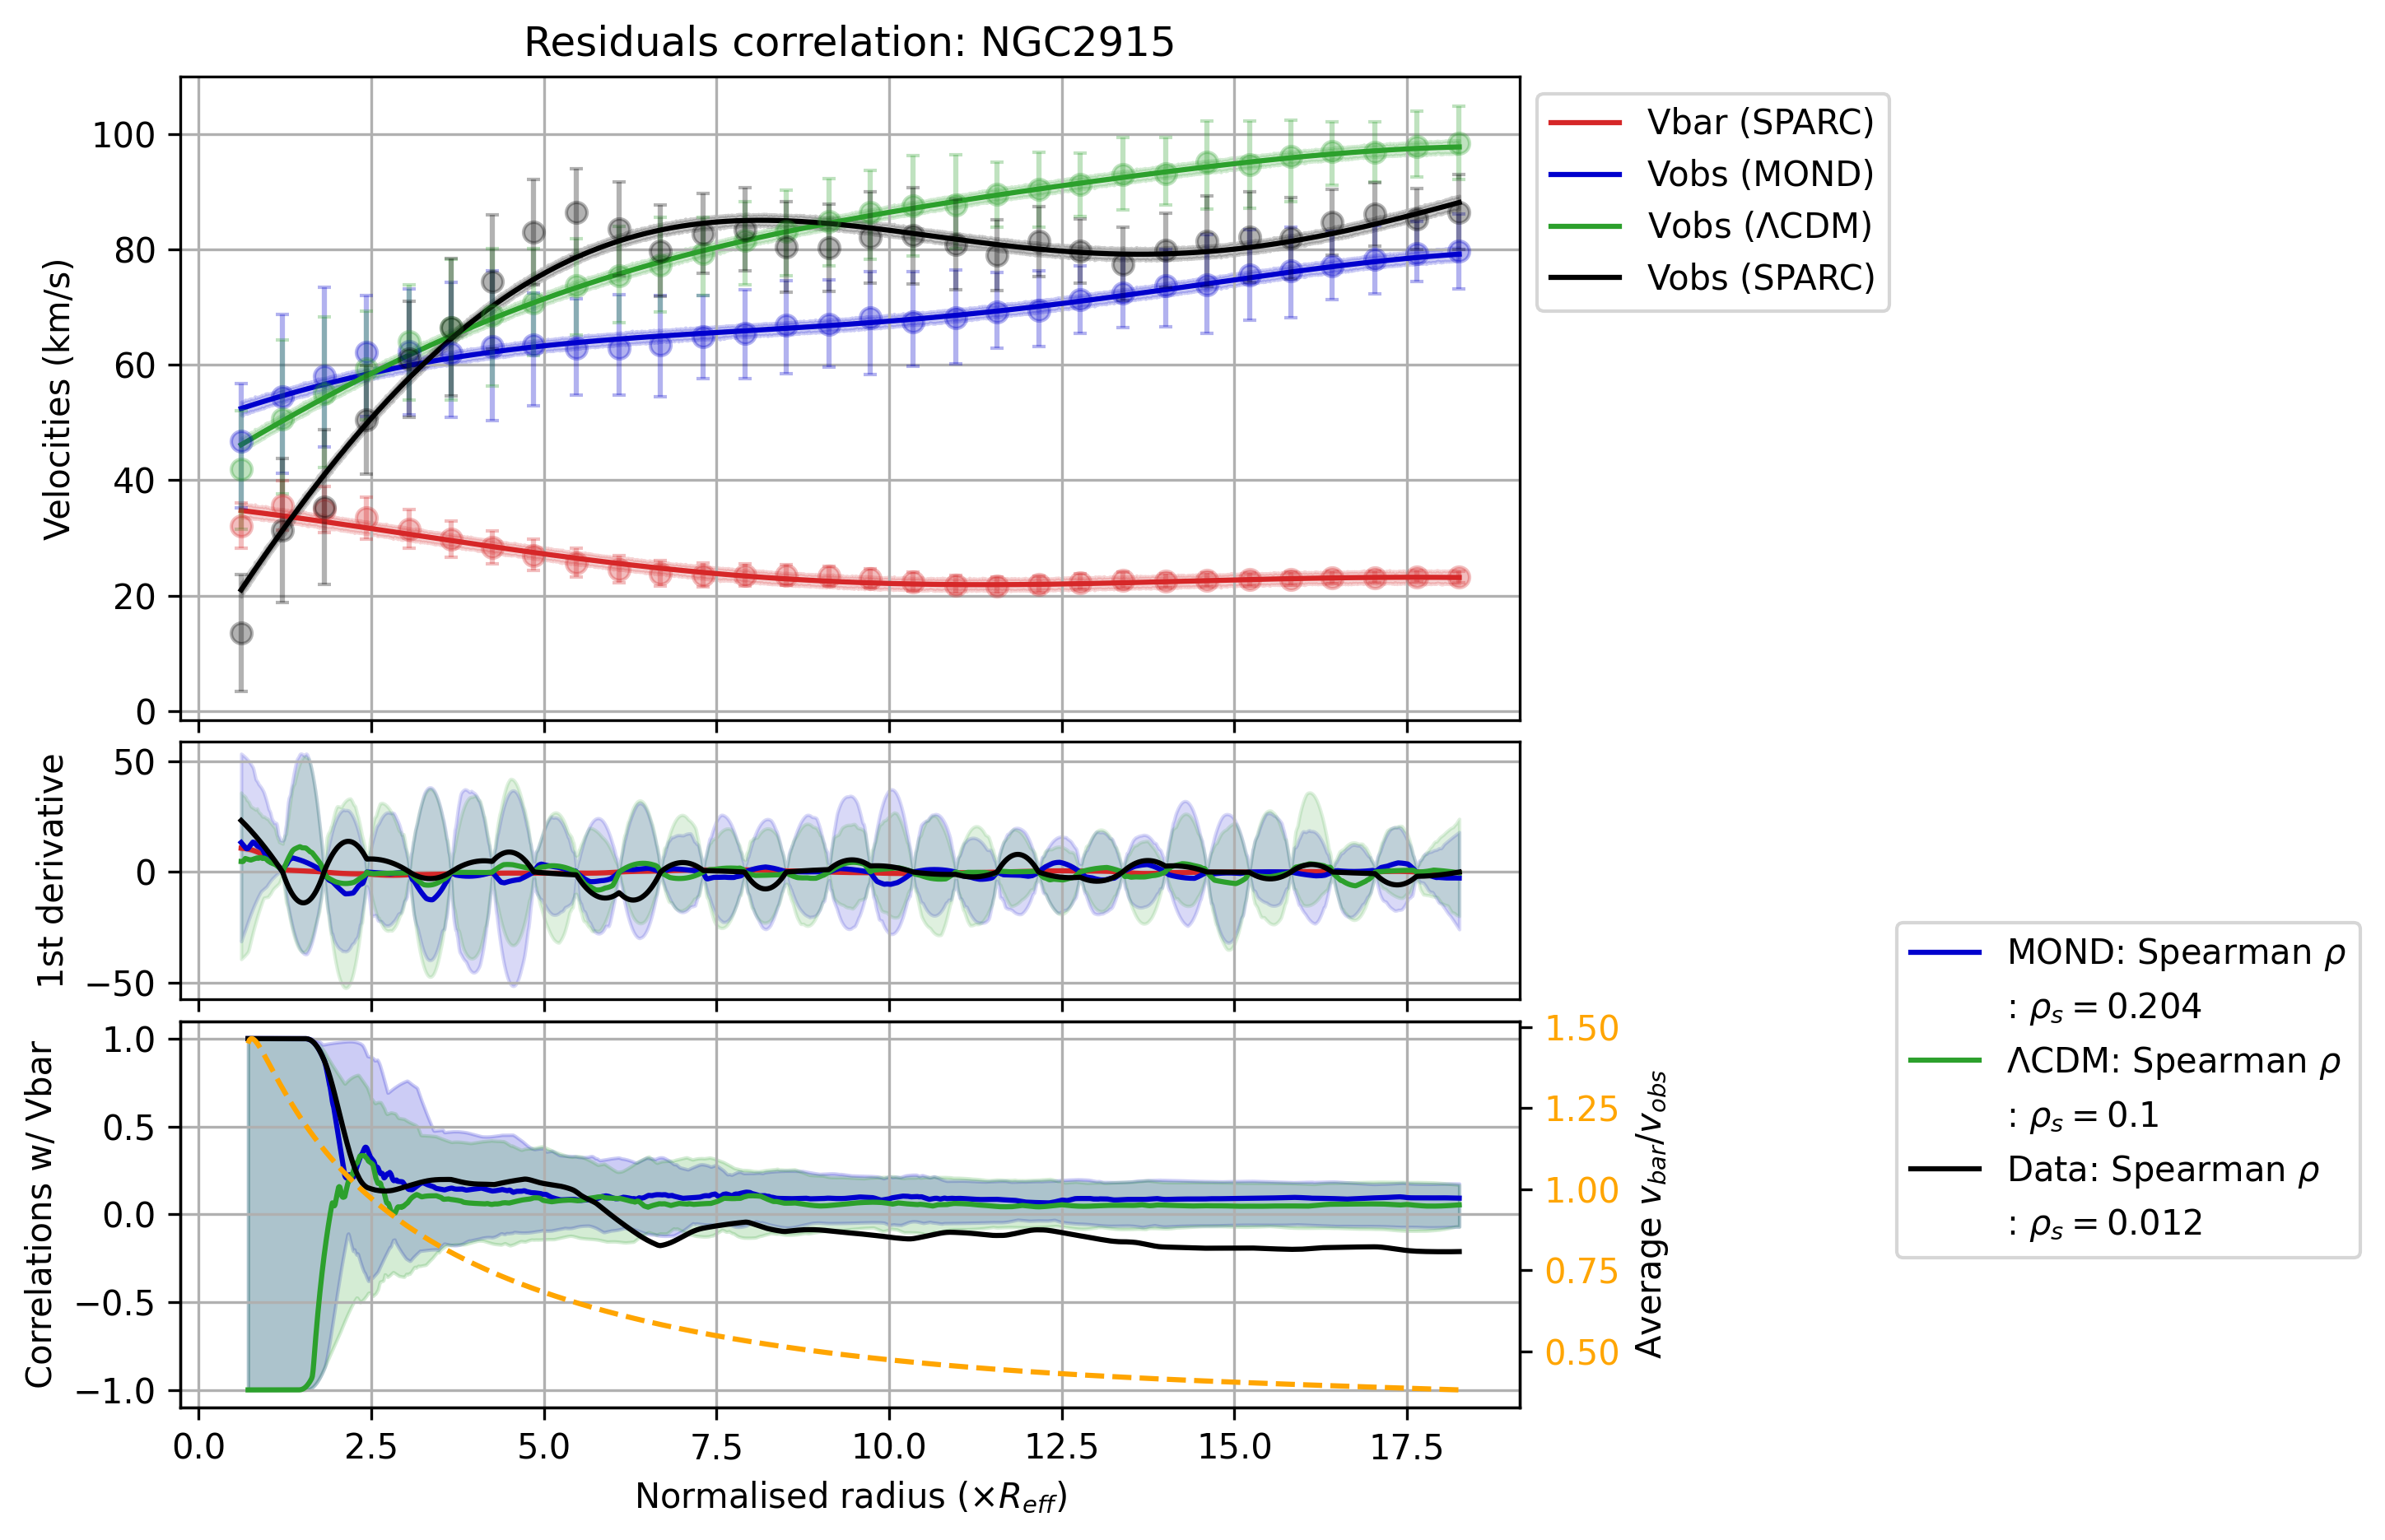 Residuals correlation: NGC2915
Velocities (km/s)
100
80
60
40
20
0
Vbar (SPARC)
Vobs (MOND)
Vobs (ΛCDM)
Vobs (SPARC)
1st derivative
50
0
−50
Correlations w/ Vbar
1.0
0.5
0.0
−0.5
−1.0
1.50
1.25
1.00
0.75
0.50
Average v_bar/v_obs
MOND: Spearman ρ
: ρ_s = 0.204
ΛCDM: Spearman ρ
: ρ_s = 0.1
Data: Spearman ρ
: ρ_s = 0.012
0.0 2.5 5.0 7.5 10.0 12.5 15.0 17.5
Normalised radius (×R_eff)